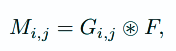 M_{i,j} = G_{i,j} ⊛ F,